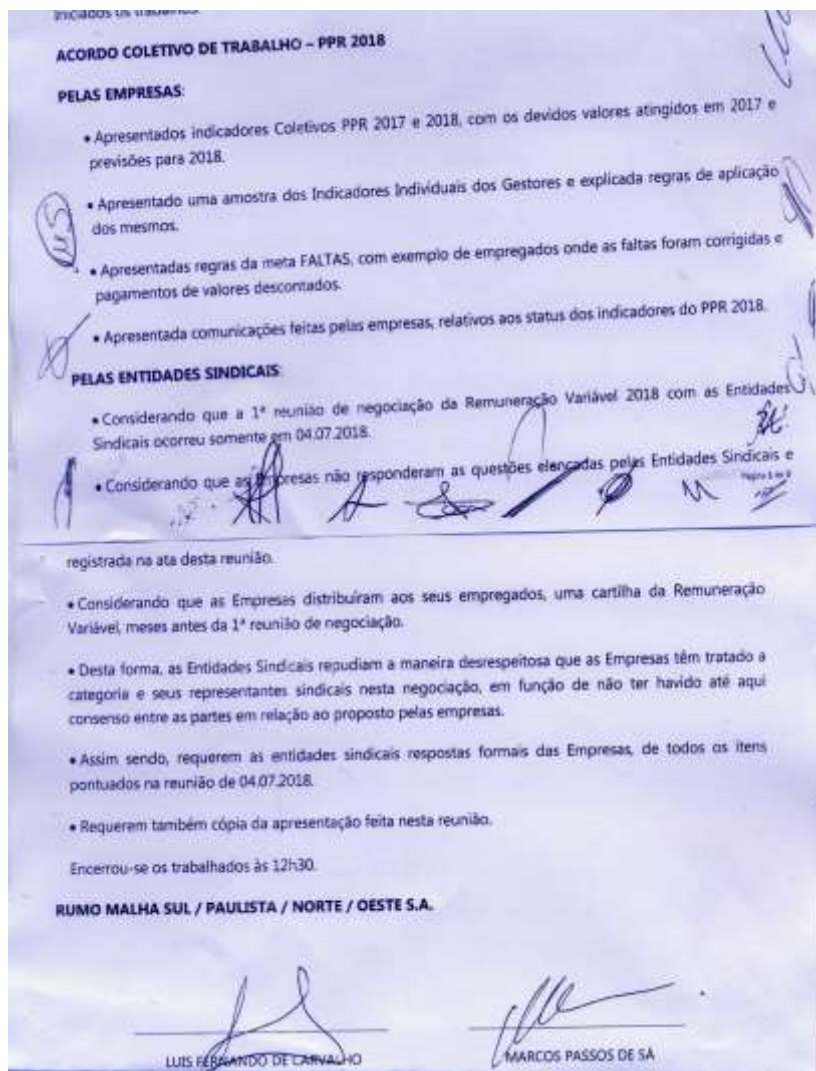 iniciados os trabalhos.
ACORDO COLETIVO DE TRABALHO – PPR 2018
PELAS EMPRESAS:
• Apresentados indicadores Coletivos PPR 2017 e 2018, com os devidos valores atingidos em 2017 e
previsões para 2018.
• Apresentado uma amostra dos Indicadores Individuais dos Gestores e explicada regras de aplicação
dos mesmos.
• Apresentadas regras da meta FALTAS, com exemplo de empregados onde as faltas foram corrigidas e
pagamentos de valores descontados.
• Apresentada comunicações feitas pelas empresas, relativos aos status dos indicadores do PPR 2018.
PELAS ENTIDADES SINDICAIS:
• Considerando que a 1ª reunião de negociação da Remuneração Variável 2018 com as Entidades
Sindicais ocorreu somente em 04.07.2018.
• Considerando que as Empresas não responderam as questões elencadas pelas Entidades Sindicais e
registrada na ata desta reunião.
• Considerando que as Empresas distribuíram aos seus empregados, uma cartilha da Remuneração
Variável, meses antes da 1ª reunião de negociação.
• Desta forma, as Entidades Sindicais repudiam a maneira desrespeitosa que as Empresas têm tratado a
categoria e seus representantes sindicais nesta negociação, em função de não ter havido até aqui
consenso entre as partes em relação ao proposto pelas empresas.
• Assim sendo, requerem as entidades sindicais respostas formais das Empresas, de todos os itens
pontuados na reunião de 04.07.2018.
• Requerem também cópia da apresentação feita nesta reunião.
Encerrou-se os trabalhados às 12h30.
RUMO MALHA SUL / PAULISTA / NORTE / OESTE S.A.
LUIS FERNANDO DE CARVALHO
MARCOS PASSOS DE SÁ